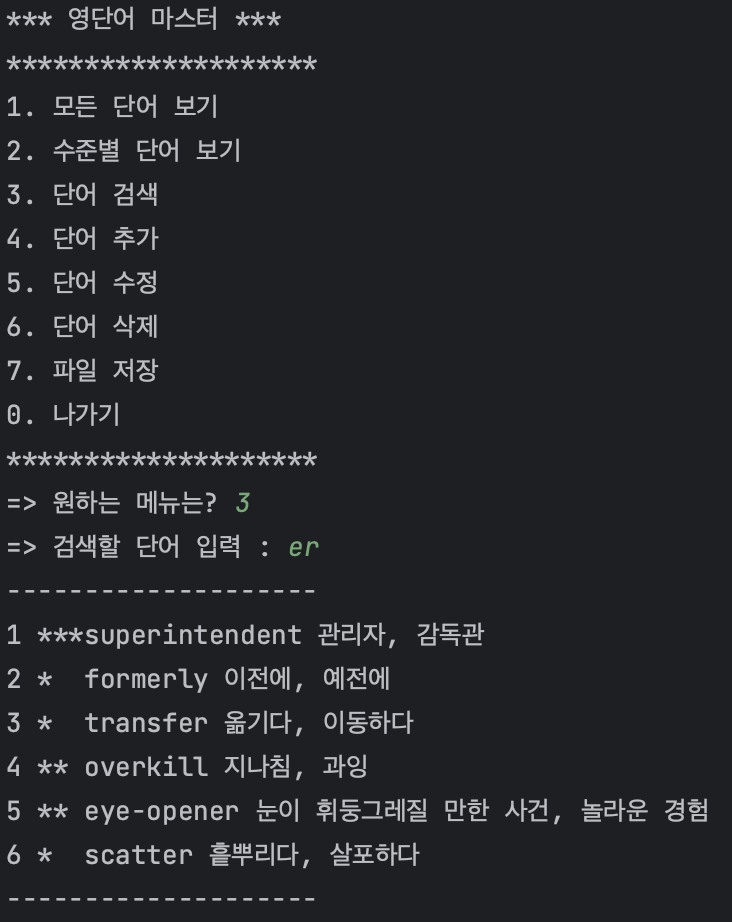 *** 영단어 마스터 ***
********************
1. 모든 단어 보기
2. 수준별 단어 보기
3. 단어 검색
4. 단어 추가
5. 단어 수정
6. 단어 삭제
7. 파일 저장
0. 나가기
********************
=> 원하는 메뉴는? 3
=> 검색할 단어 입력 : er
--------------------
1 ***superintendent 관리자, 감독관
2 *  formerly 이전에, 예전에
3 *  transfer 옮기다, 이동하다
4 ** overkill 지나침, 과잉
5 ** eye-opener 눈이 휘둥그레질 만한 사건, 놀라운 경험
6 *  scatter 흩뿌리다, 살포하다
--------------------